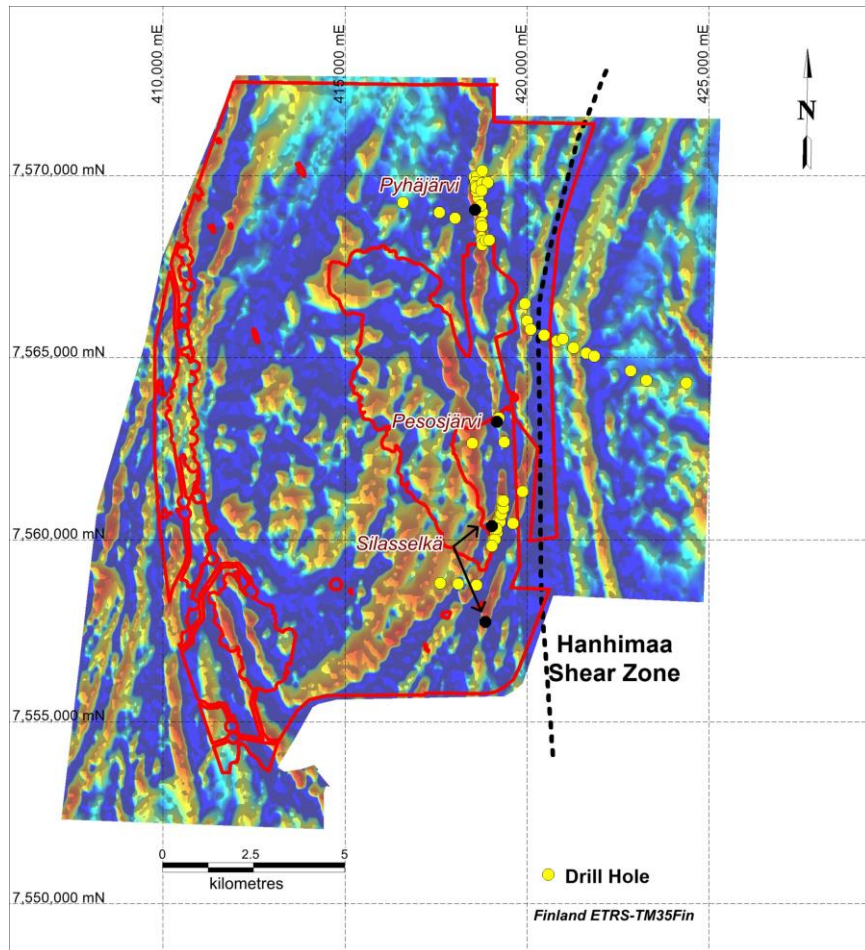 410,000 mE
415,000 mE
420,000 mE
425,000 mE
N
7,570,000 mN
Pyhäjärvi
7,565,000 mN
Pesosjärvi
7,560,000 mN
Silasselkä
Hanhimaa
Shear Zone
7,555,000 mN
0 2.5 5
kilometres
Drill Hole
7,550,000 mN
Finland ETRS-TM35Fin